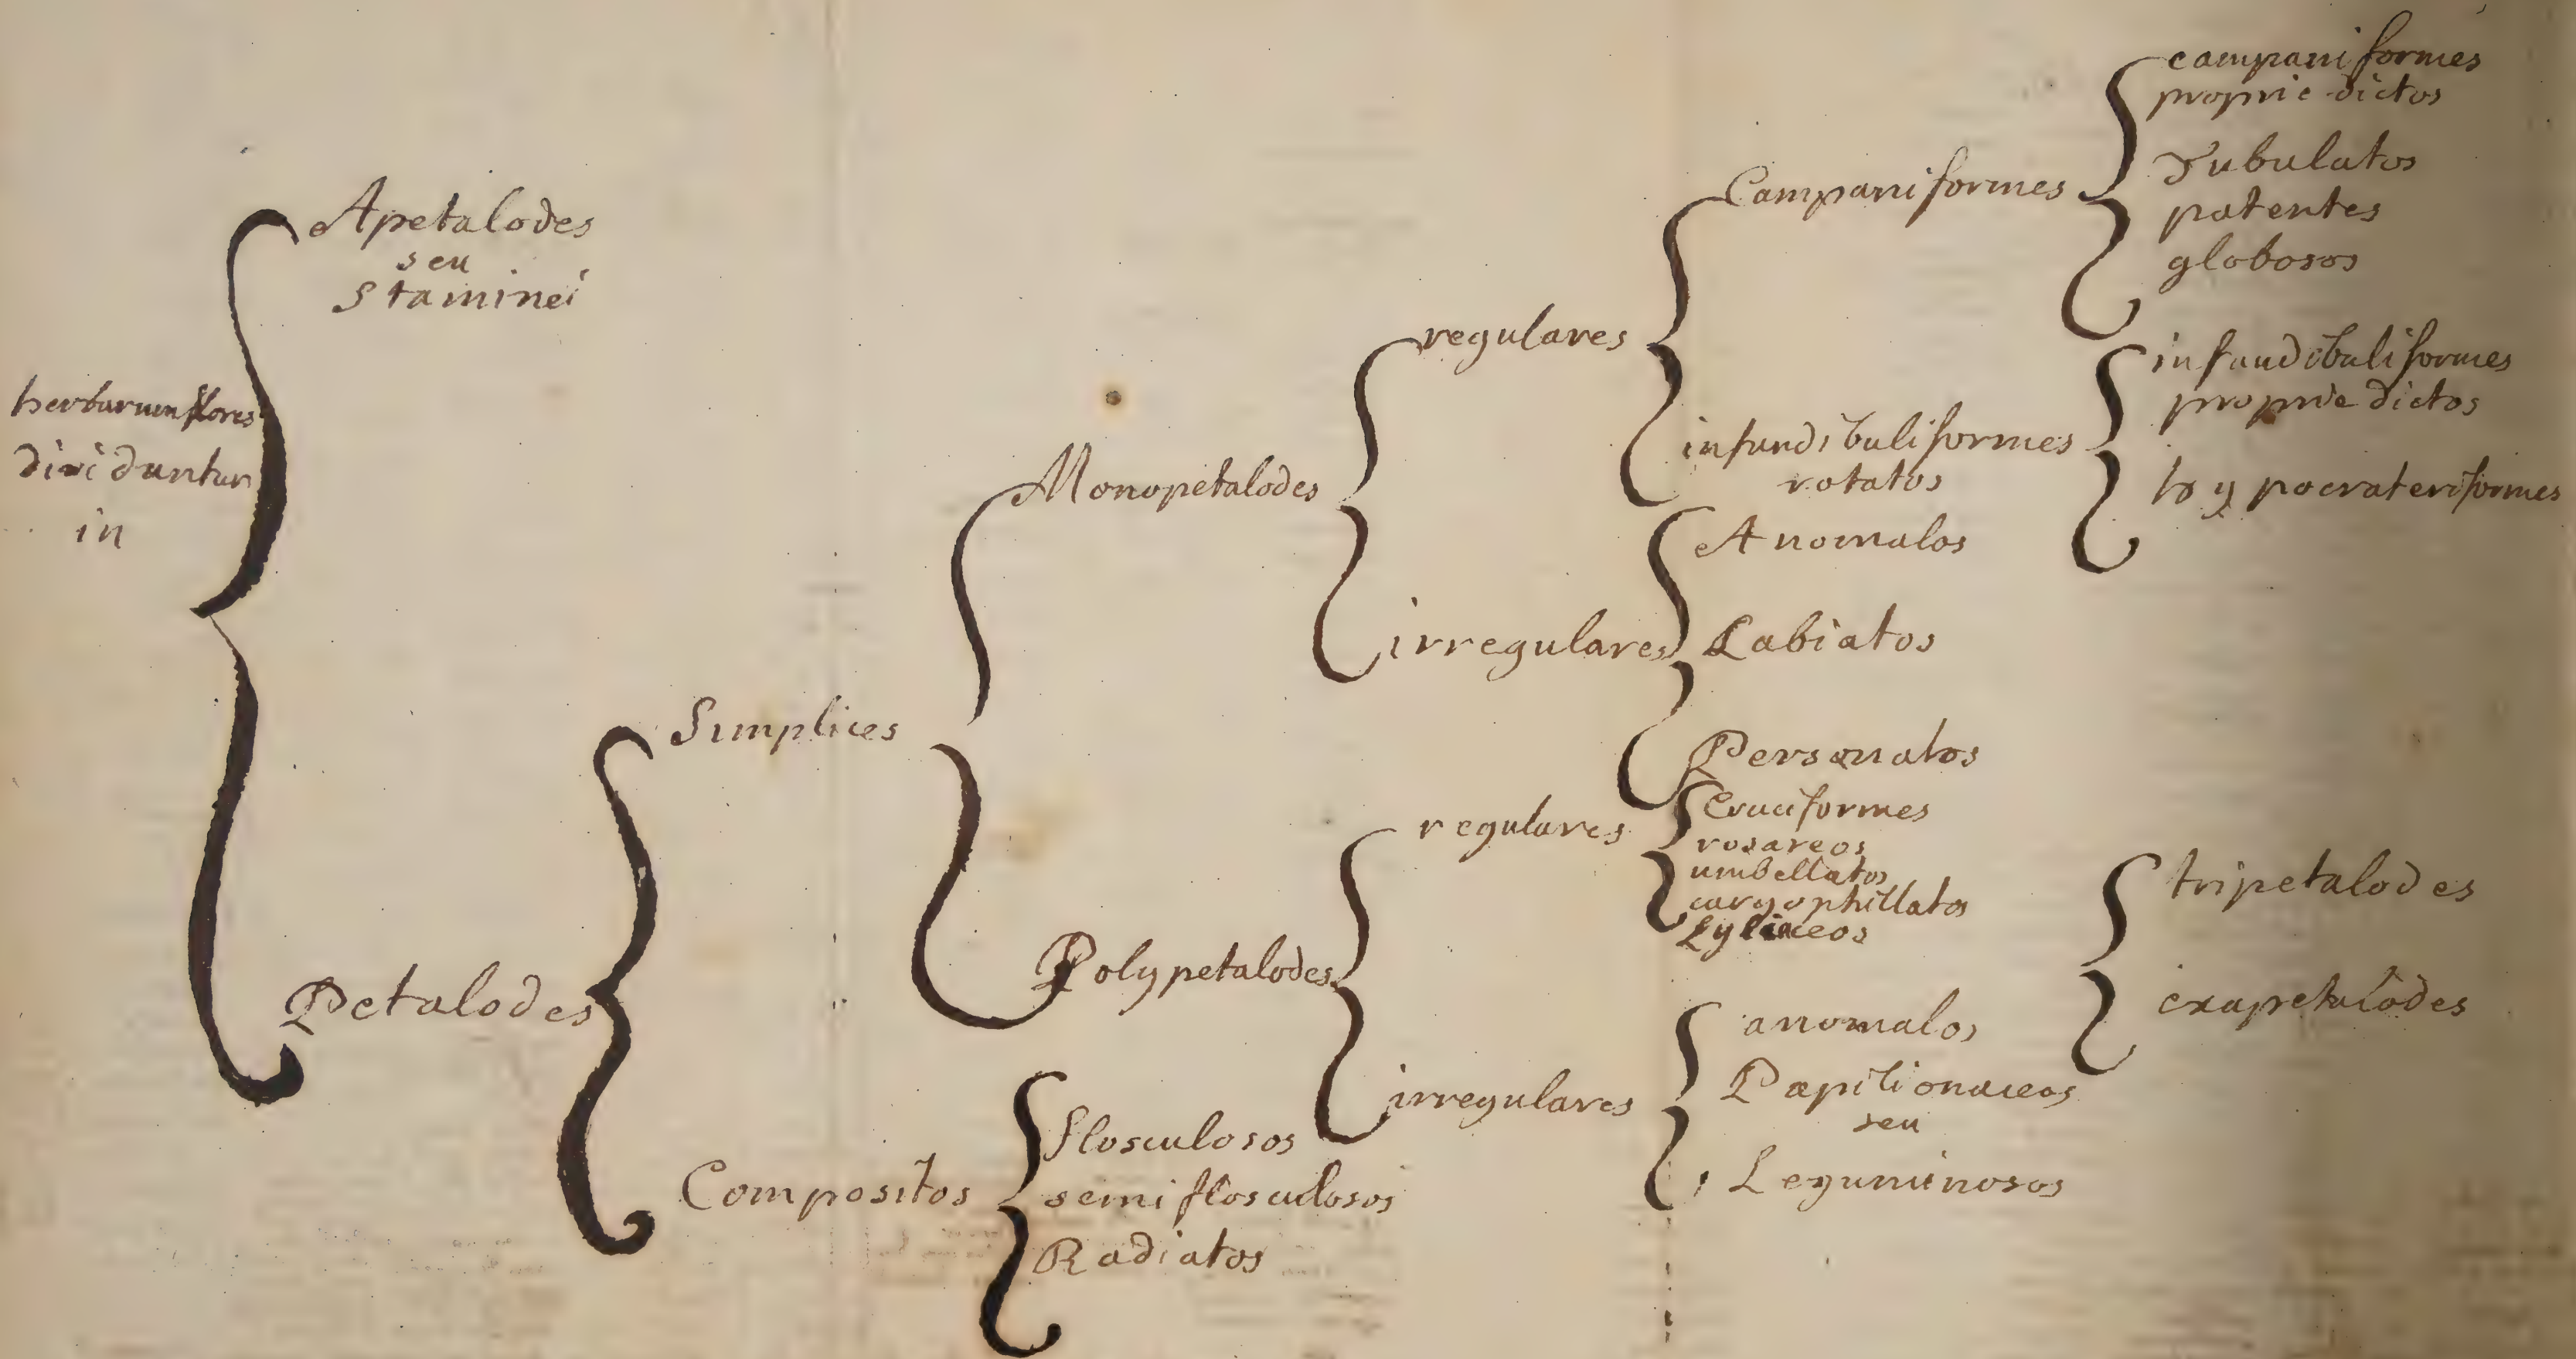 herbarum flores
dividuntur
in
Apetalodes
seu
Staminei
Petalodes
Simplices
Compositos
Monopetalodes
Polypetalodes
flosculosos
semiflosculosos
Radiatos
regulares
irregulares
regulares
irregulares
Campaniformes
infundibuliformes
rotatos
Anomalos
Labiatos
Personatos
Cruciformes
rosareos
umbellatos
caryophillatos
Lyliaceos
anomalos
Papilionaceos
seu
Leguminosos
campaniformes
proprie dictos
Tubulatos
patentes
globosos
infundibuliformes
proprie dictos
hypocrateriformes
tripetalodes
exapetalodes